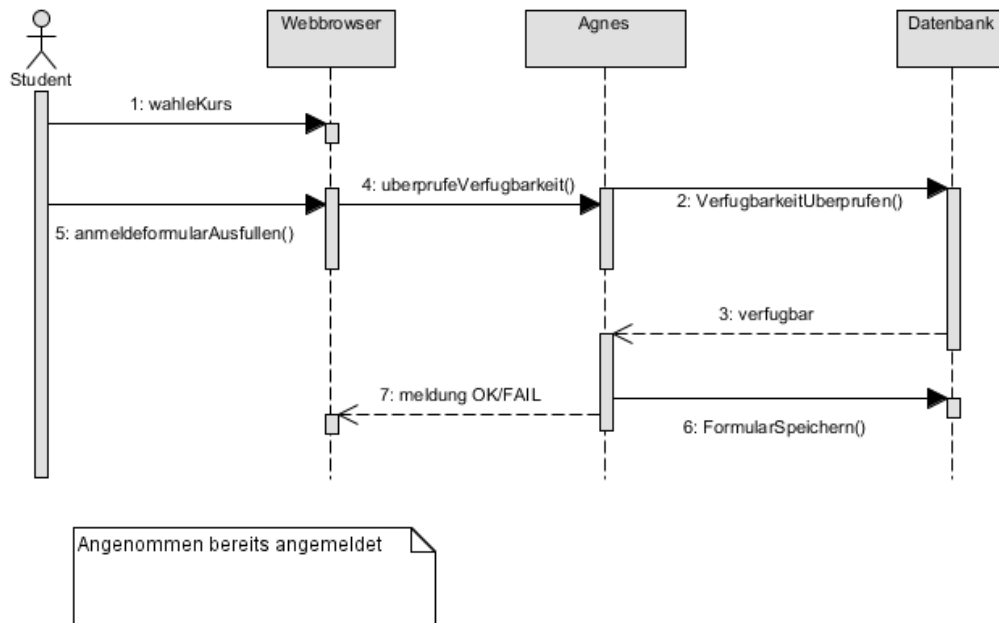 Webbrowser
Agnes
Datenbank
Student
1: wahleKurs
4: uberprufeVerfugbarkeit()
2: VerfugbarkeitUberprufen()
5: anmeldeformularAusfullen()
3: verfugbar
7: meldung OK/FAIL
6: FormularSpeichern()
Angenommen bereits angemeldet